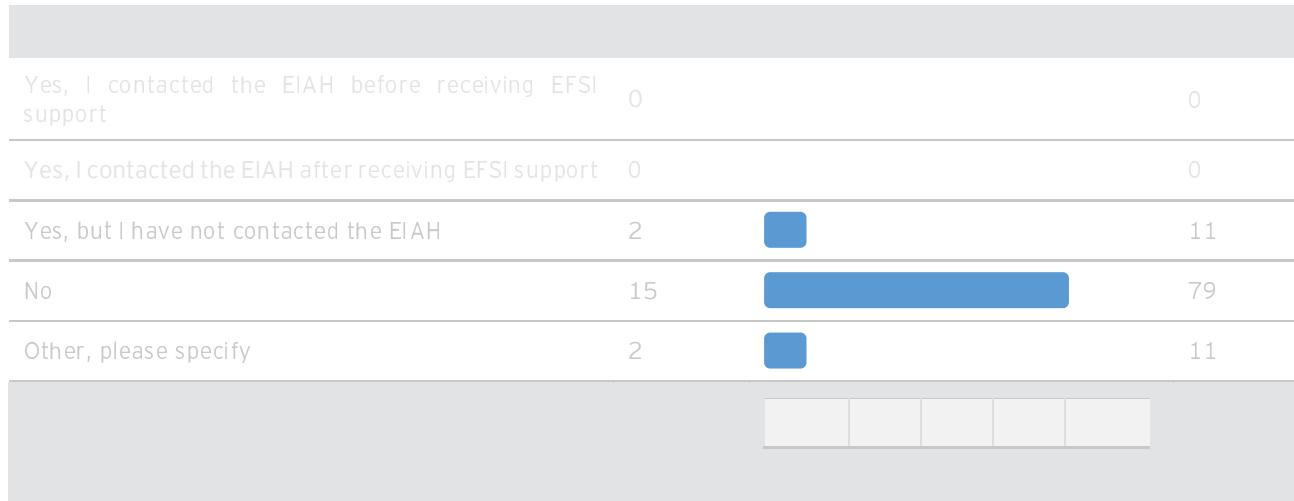 Yes, I contacted the EIAH before receiving EFSI
support 0 0
Yes, I contacted the EIAH after receiving EFSI support 0 0
Yes, but I have not contacted the EIAH 2 11
No 15 79
Other, please specify 2 11